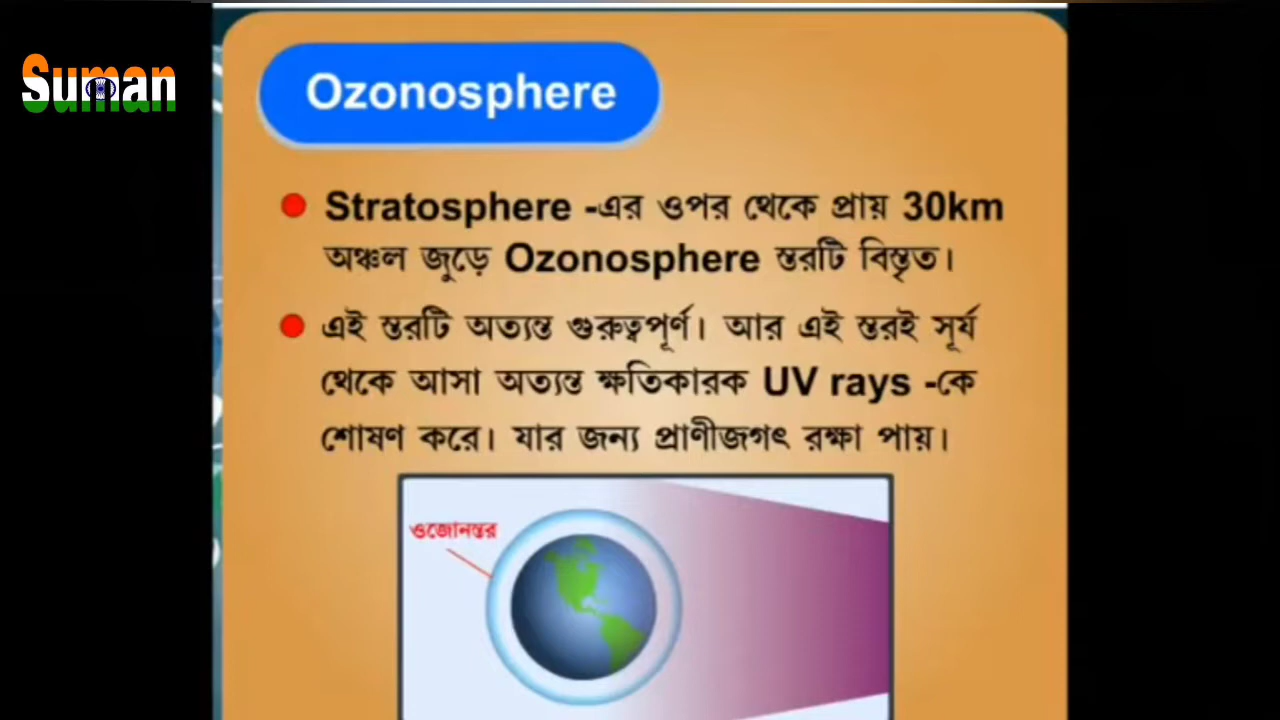 Suman
Ozonosphere
Stratosphere -এর ওপর থেকে প্রায় 30km
অঞ্চল জুড়ে Ozonosphere স্তরটি বিস্তৃত।
এই স্তরটি অত্যন্ত গুরুত্বপূর্ণ। আর এই স্তরই সূর্য
থেকে আসা অত্যন্ত ক্ষতিকারক UV rays -কে
শোষণ করে। যার জন্য প্রাণীজগৎ রক্ষা পায়।
ওজোনস্তর